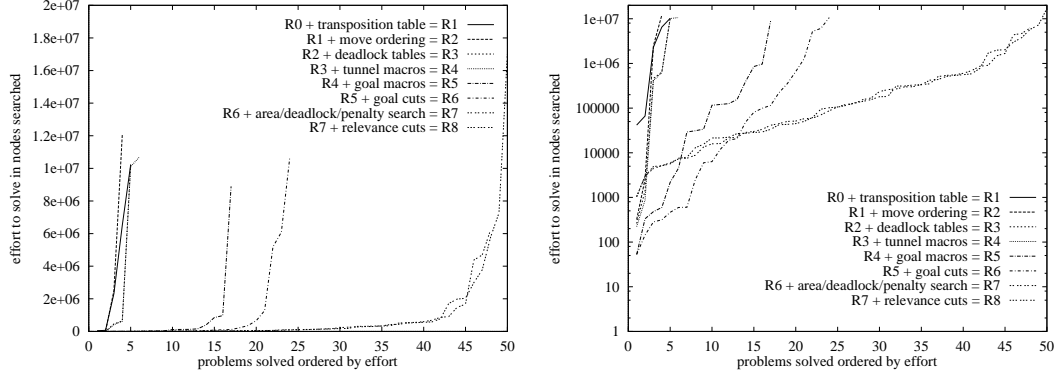 effort to solve in nodes searched
2e+07
1.8e+07
1.6e+07
1.4e+07
1.2e+07
1e+07
8e+06
6e+06
4e+06
2e+06
0
R0 + transposition table = R1
R1 + move ordering = R2
R2 + deadlock tables = R3
R3 + tunnel macros = R4
R4 + goal macros = R5
R5 + goal cuts = R6
R6 + area/deadlock/penalty search = R7
R7 + relevance cuts = R8
0 5 10 15 20 25 30 35 40 45 50
problems solved ordered by effort
effort to solve in nodes searched
1e+07
1e+06
100000
10000
1000
100
10
1
R0 + transposition table = R1
R1 + move ordering = R2
R2 + deadlock tables = R3
R3 + tunnel macros = R4
R4 + goal macros = R5
R5 + goal cuts = R6
R6 + area/deadlock/penalty search = R7
R7 + relevance cuts = R8
0 5 10 15 20 25 30 35 40 45 50
problems solved ordered by effort